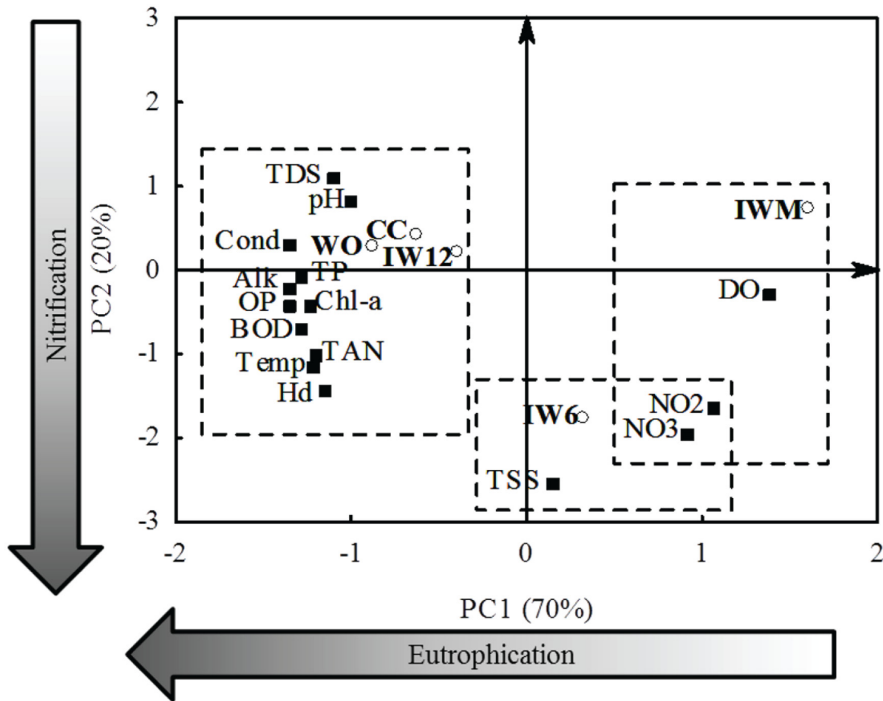 3
2
TDS
pH
1
IWM
CC
Cond
WO
IW12
TP
0
Alk
DO
OP
Chl-a
BOD
-1
TAN
Temp
Hd
NO2
IW6
NO3
-2
TSS
-3
-2
-1
0
1
2
PC1 (70%)
PC2 (20%)
Nitrification
Eutrophication